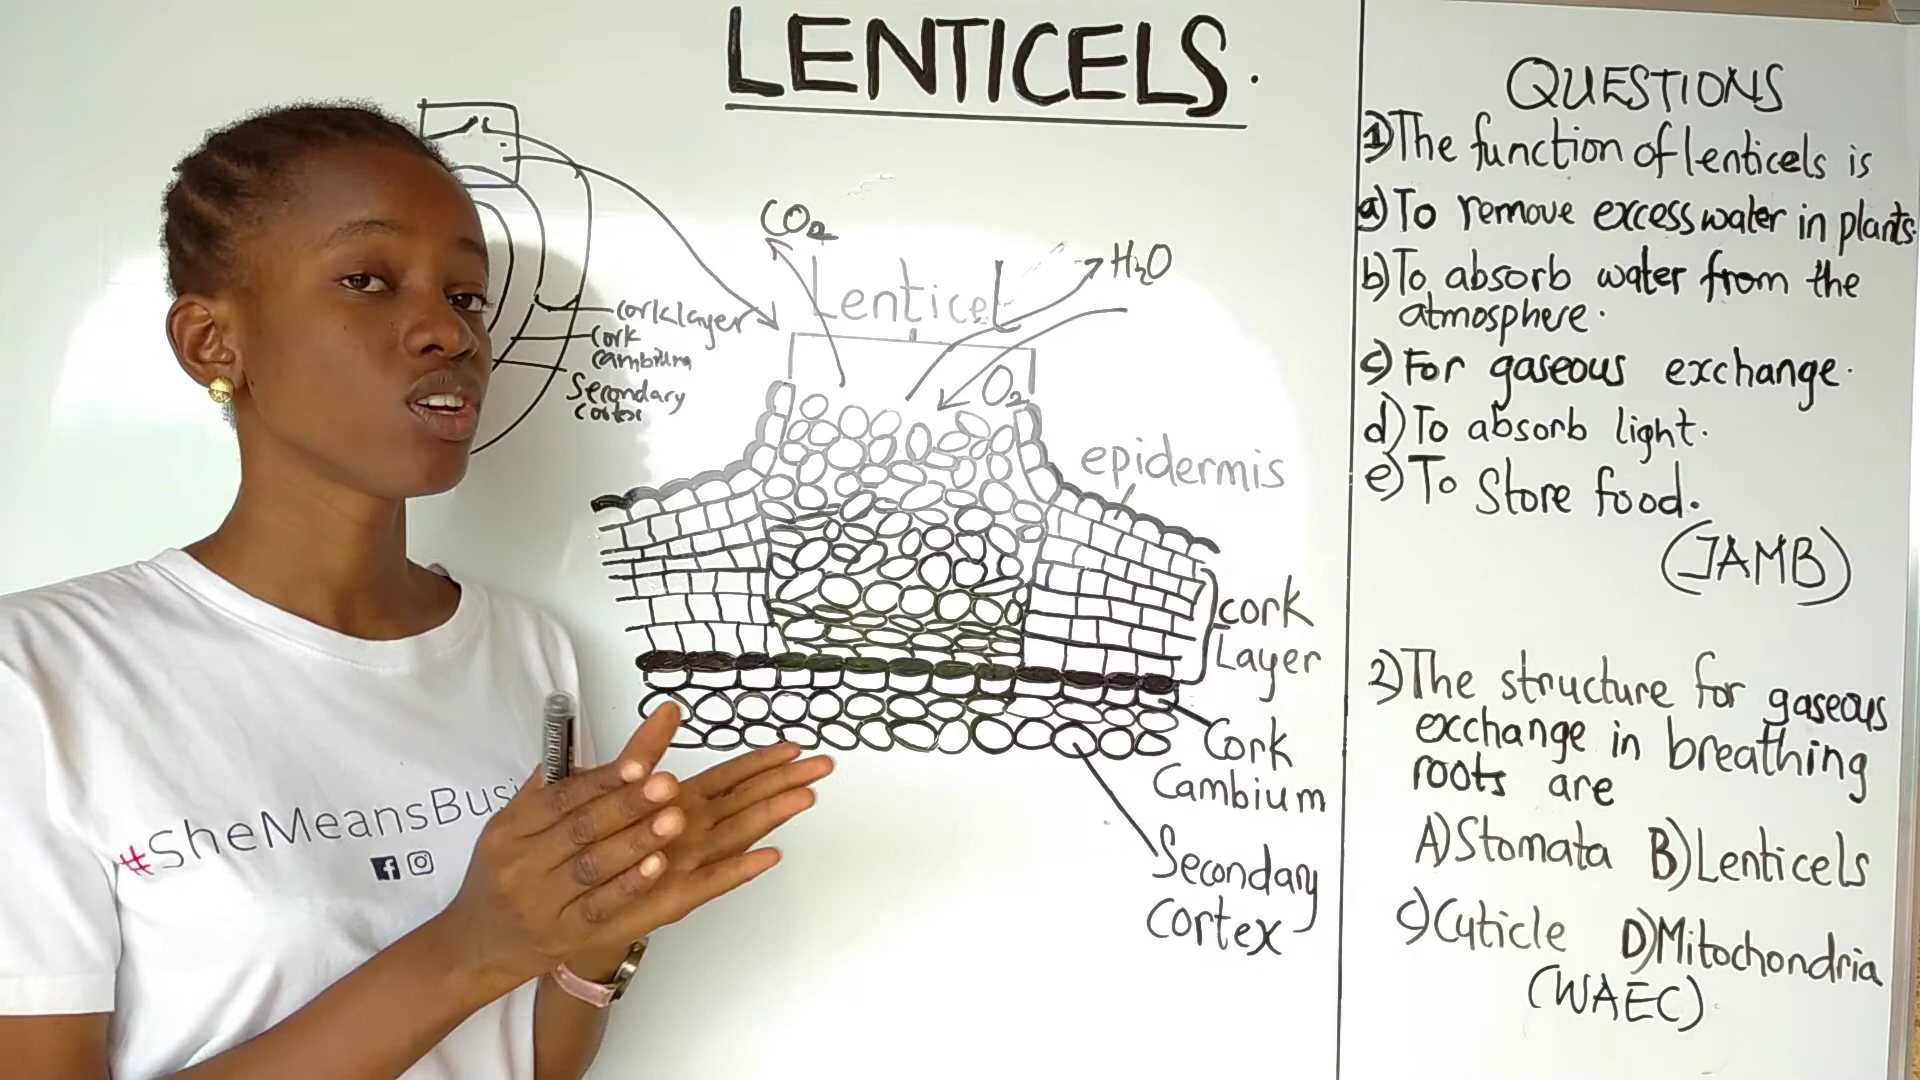 LENTICELS.
CO2
Lenticel
H2O
O2
cork layer
Cork
cambium
Secondary
cortex
epidermis
cork
Layer
Cork
Cambium
Secondary
cortex
#SheMeansBusi
QUESTIONS
1) The function of lenticels is
a) To remove excess water in plants.
b) To absorb water from the
atmosphere.
c) For gaseous exchange.
d) To absorb light.
e) To Store food.
(JAMB)
2) The structure for gaseous
exchange in breathing
roots are
A) Stomata B) Lenticels
C) Cuticle D) Mitochondria
(WAEC)